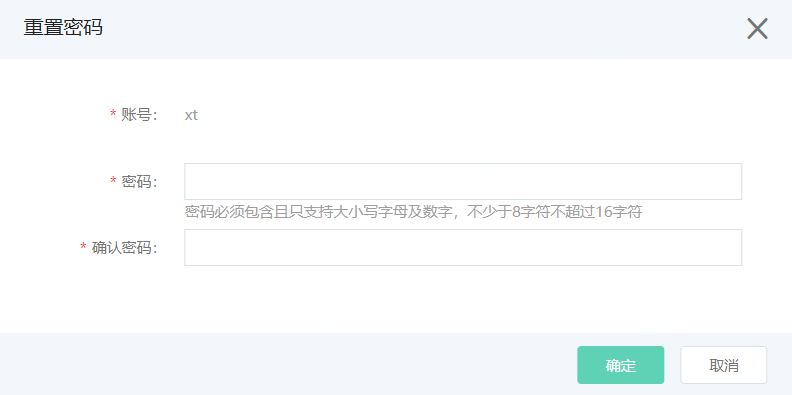 重置密码
* 账号： xt
* 密码：
密码必须包含且只支持大小写字母及数字，不少于8字符不超过16字符
* 确认密码：
确定 取消